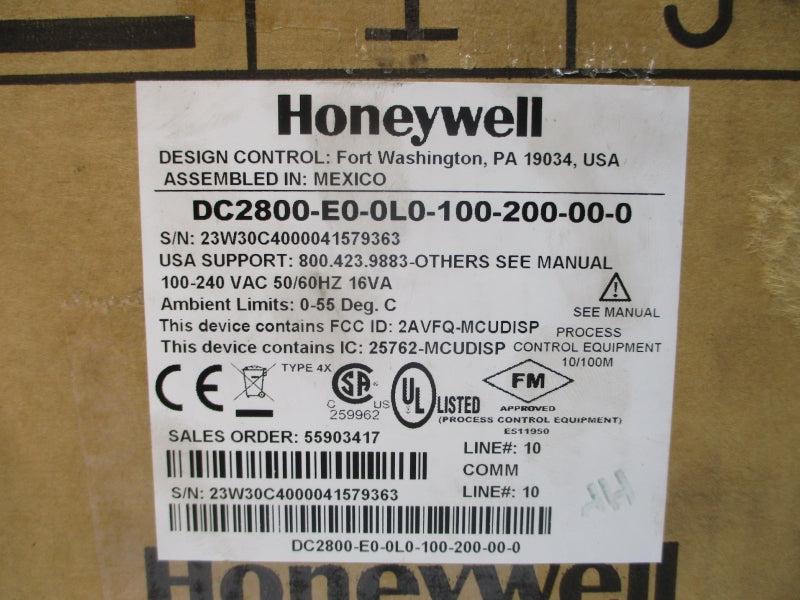 Honeywell
DESIGN CONTROL: Fort Washington, PA 19034, USA
ASSEMBLED IN: MEXICO
DC2800-E0-0L0-100-200-00-0
S/N: 23W30C4000041579363
USA SUPPORT: 800.423.9883-OTHERS SEE MANUAL
100-240 VAC 50/60HZ 16VA
Ambient Limits: 0-55 Deg. C
SEE MANUAL
This device contains FCC ID: 2AVFQ-MCUDISP
This device contains IC: 25762-MCUDISP
PROCESS
CONTROL EQUIPMENT
10/100M
CE
TYPE 4X
SA
C US
259962
UL LISTED
FM
APPROVED
(PROCESS CONTROL EQUIPMENT)
ES11950
SALES ORDER: 55903417
LINE#: 10
COMM
S/N: 23W30C4000041579363
LINE#: 10
DC2800-E0-0L0-100-200-00-0
Honeywell